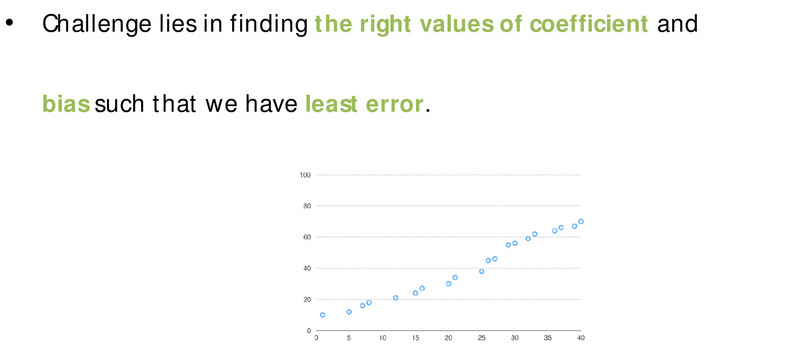 • Challenge lies in finding the right values of coefficient and
bias such that we have least error.
100
80
60
40
20
0
0 5 10 15 20 25 30 35 40